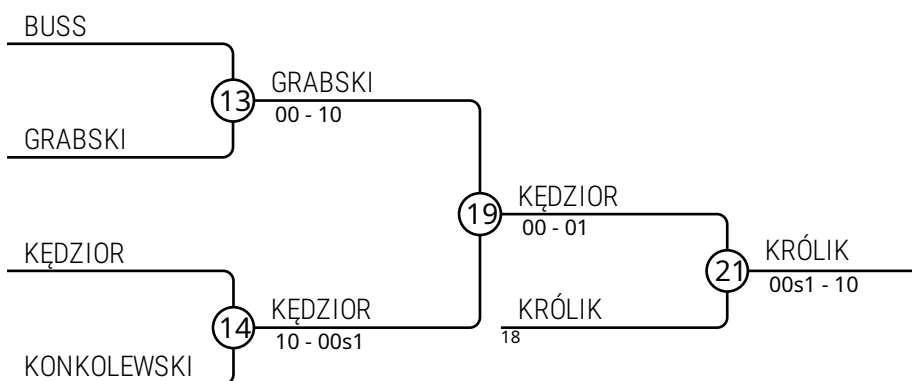 BUSS
13
GRABSKI
00 - 10
GRABSKI
19
KĘDZIOR
00 - 01
KĘDZIOR
14
KĘDZIOR
10 - 00s1
KONKOLEWSKI
21
KRÓLIK
00s1 - 10
KRÓLIK
18